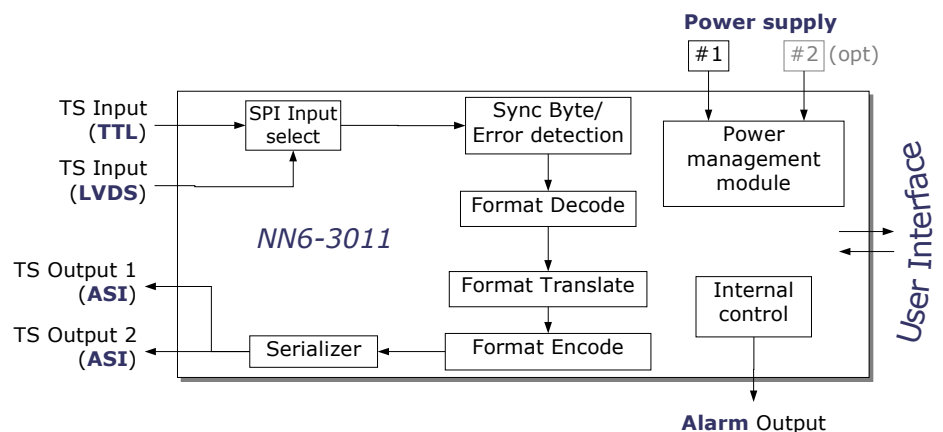 Power supply
#1
#2 (opt)
TS Input
(TTL)
SPI Input
select
Sync Byte/
Error detection
Power
management
module
TS Input
(LVDS)
Format Decode
NN6-3011
User Interface
TS Output 1
(ASI)
Format Translate
Internal
control
TS Output 2
(ASI)
Serializer
Format Encode
Alarm Output